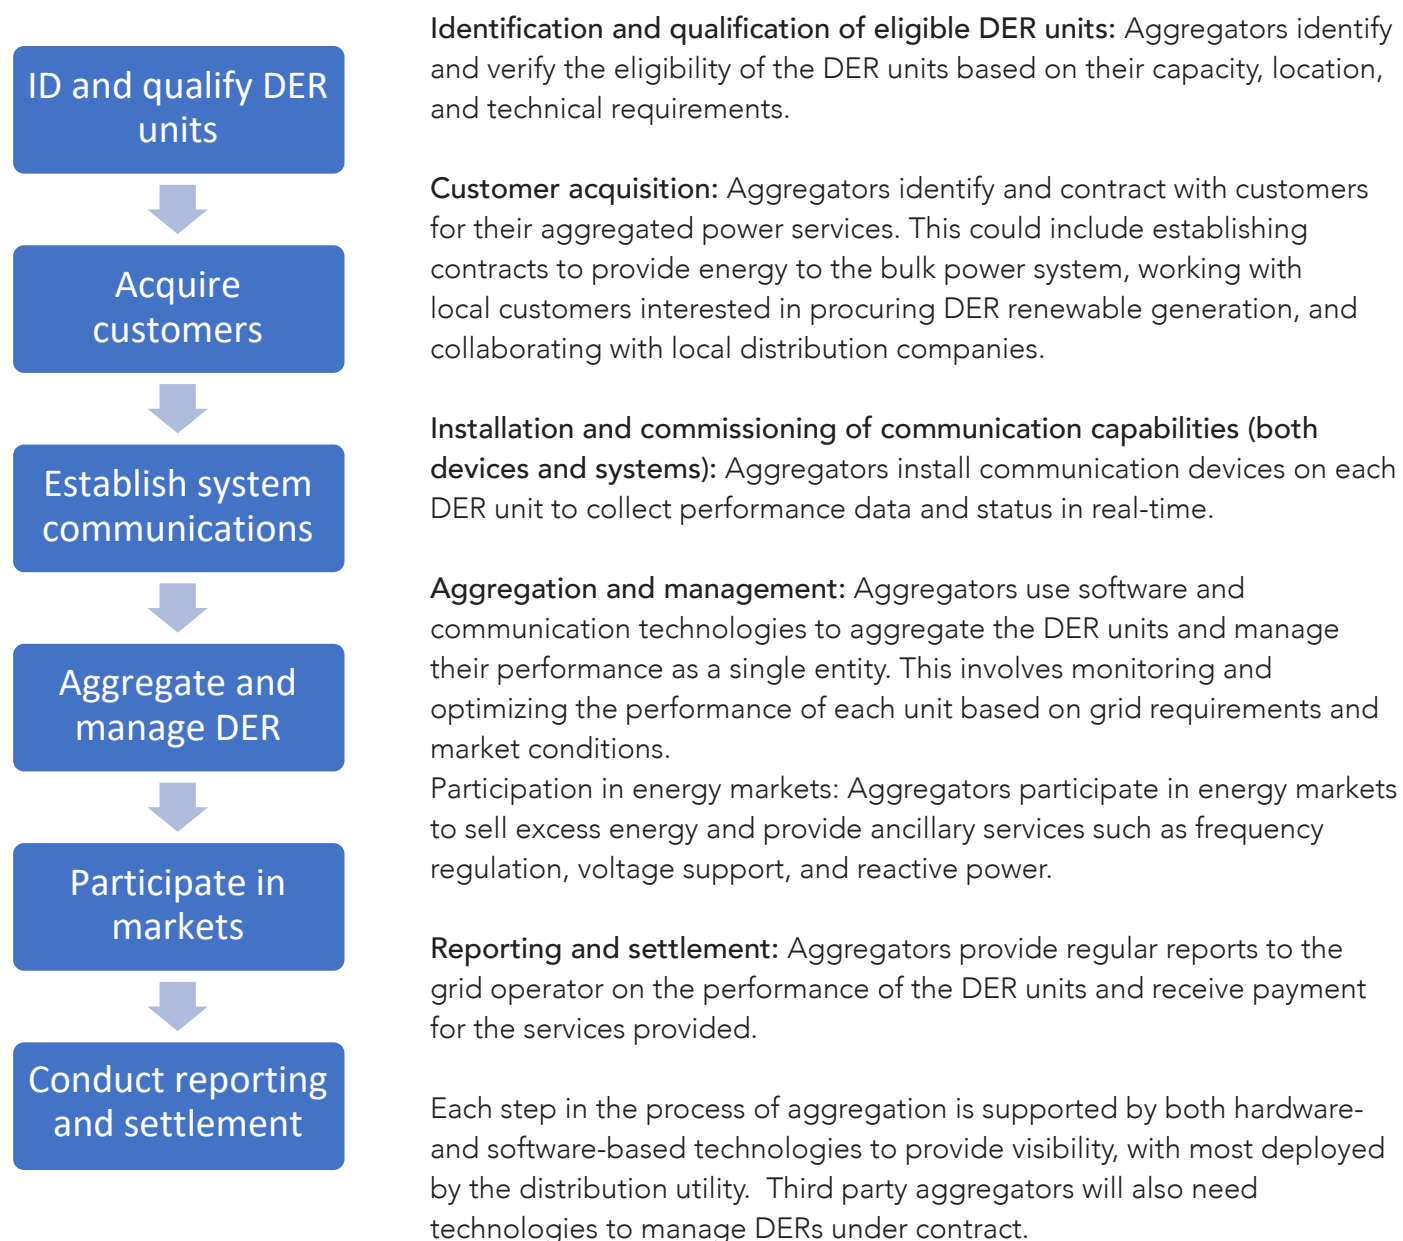 ID and qualify DER
units
Acquire
customers
Establish system
communications
Aggregate and
manage DER
Participate in
markets
Conduct reporting
and settlement
Identification and qualification of eligible DER units: Aggregators identify
and verify the eligibility of the DER units based on their capacity, location,
and technical requirements.
Customer acquisition: Aggregators identify and contract with customers
for their aggregated power services. This could include establishing
contracts to provide energy to the bulk power system, working with
local customers interested in procuring DER renewable generation, and
collaborating with local distribution companies.
Installation and commissioning of communication capabilities (both
devices and systems): Aggregators install communication devices on each
DER unit to collect performance data and status in real-time.
Aggregation and management: Aggregators use software and
communication technologies to aggregate the DER units and manage
their performance as a single entity. This involves monitoring and
optimizing the performance of each unit based on grid requirements and
market conditions.
Participation in energy markets: Aggregators participate in energy markets
to sell excess energy and provide ancillary services such as frequency
regulation, voltage support, and reactive power.
Reporting and settlement: Aggregators provide regular reports to the
grid operator on the performance of the DER units and receive payment
for the services provided.
Each step in the process of aggregation is supported by both hardware-
and software-based technologies to provide visibility, with most deployed
by the distribution utility.  Third party aggregators will also need
technologies to manage DERs under contract.